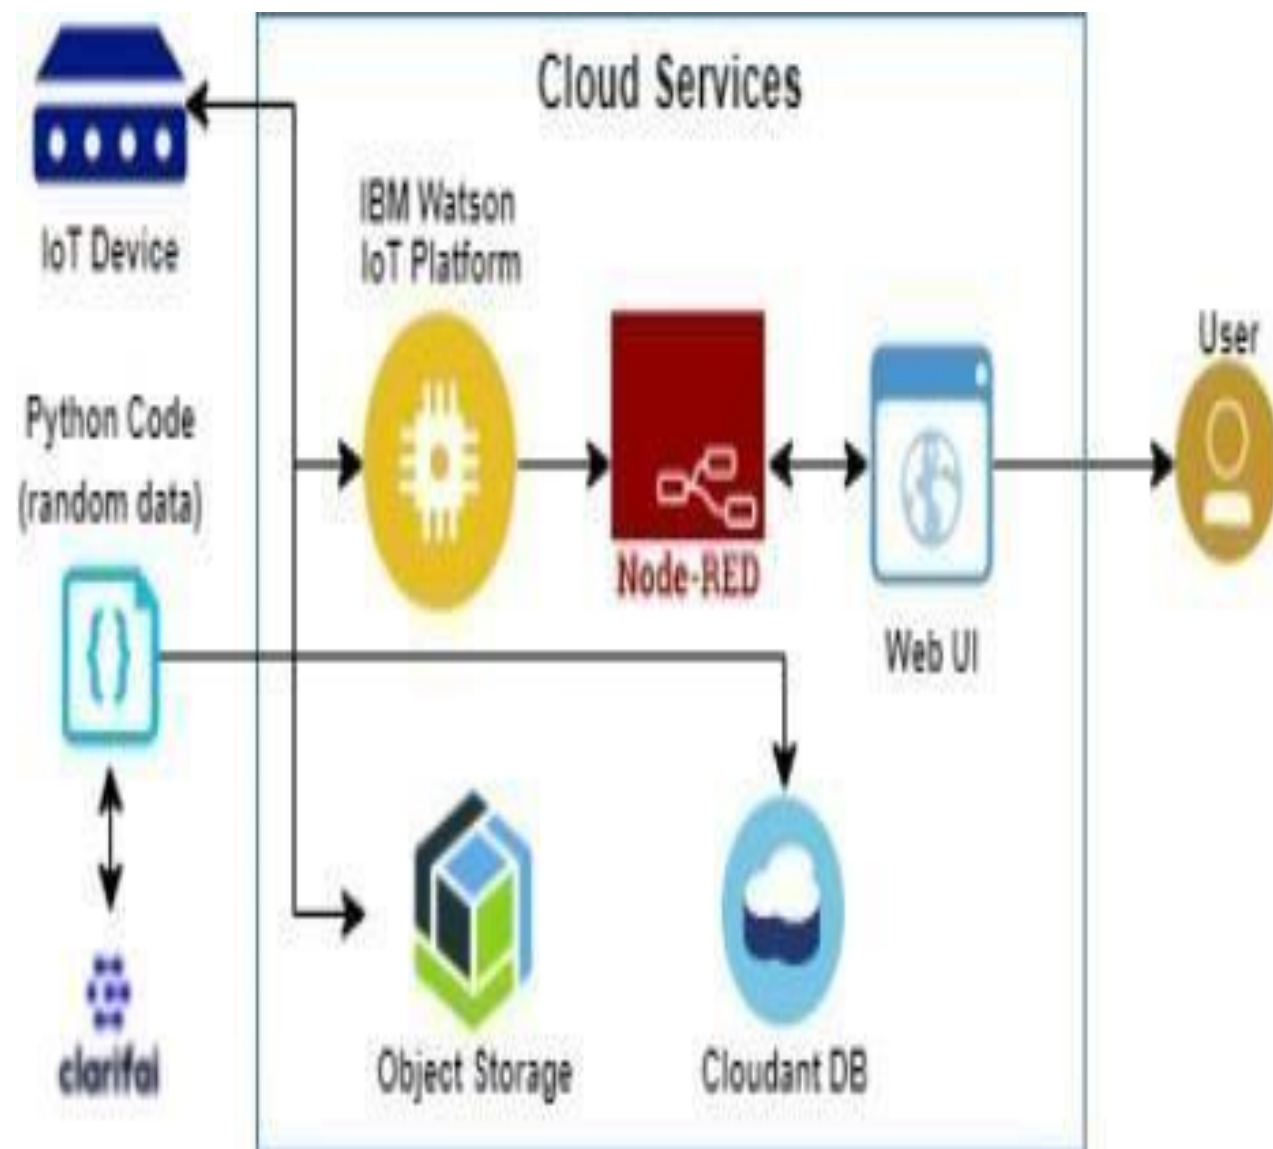 Cloud Services
IoT Device
IBM Watson
IoT Platform
User
Python Code
(random data)
Node-RED
Web UI
Object Storage
Cloudant DB
clarifai